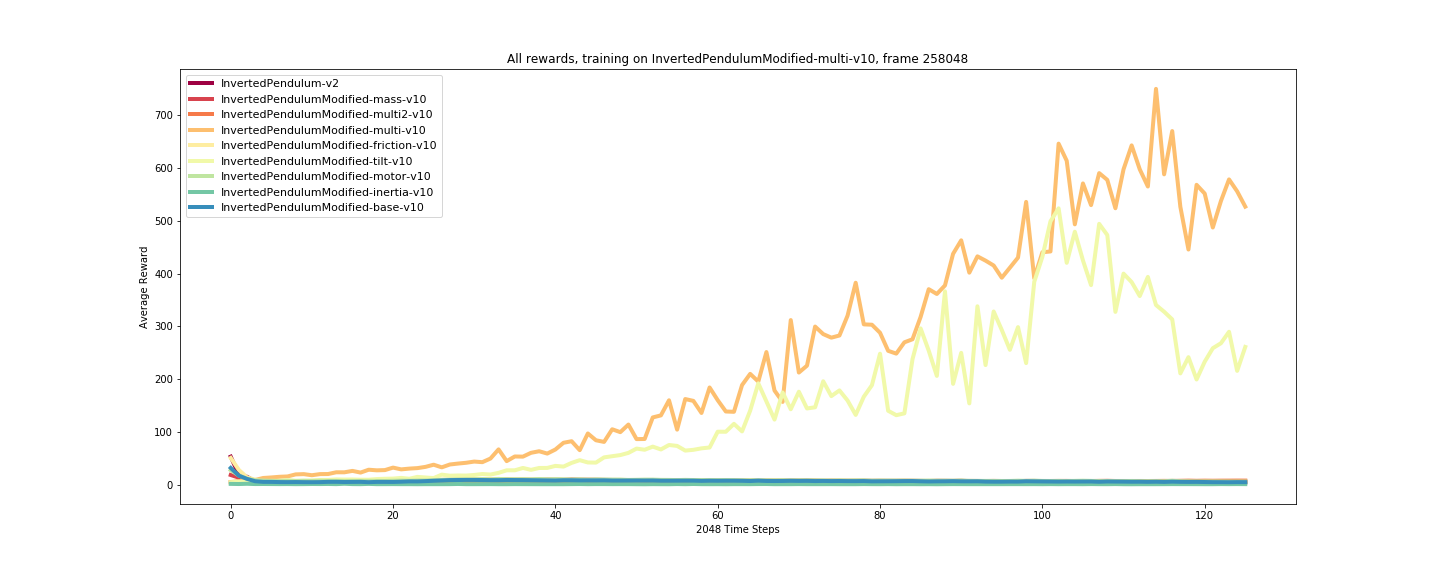 All rewards, training on InvertedPendulumModified-multi-v10, frame 258048
InvertedPendulum-v2
InvertedPendulumModified-mass-v10
InvertedPendulumModified-multi2-v10
InvertedPendulumModified-multi-v10
InvertedPendulumModified-friction-v10
InvertedPendulumModified-tilt-v10
InvertedPendulumModified-motor-v10
InvertedPendulumModified-inertia-v10
InvertedPendulumModified-base-v10
Average Reward
700
600
500
400
300
200
100
0
0 20 40 60 80 100 120
2048 Time Steps